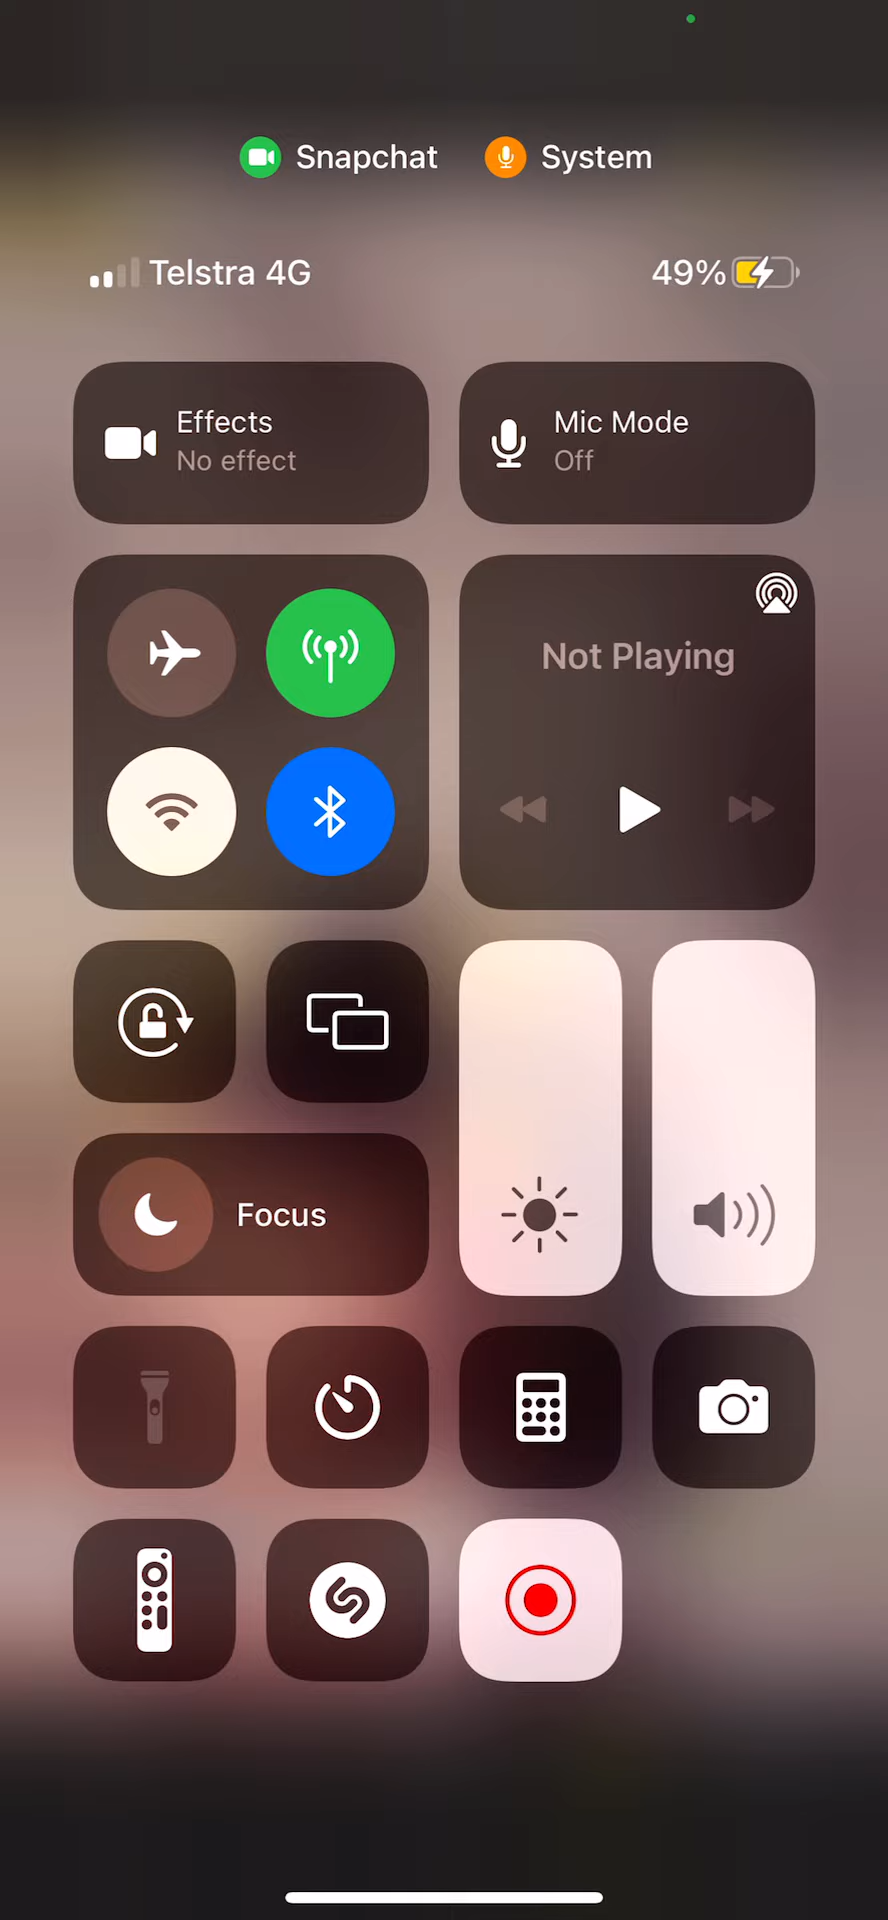 Snapchat System
Telstra 4G 49%
Effects
No effect
Mic Mode
Off
Not Playing
Focus